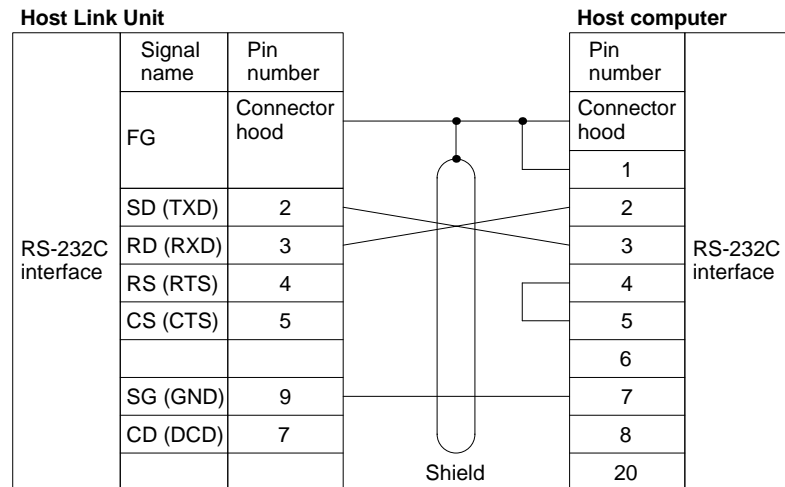 Host Link Unit
Host computer
Signal name
Pin number
Pin number
FG
Connector hood
Connector hood
1
SD (TXD) 2
2
RD (RXD) 3
3
RS-232C interface
RS-232C interface
RS (RTS) 4
4
CS (CTS) 5
5
6
SG (GND) 9
7
CD (DCD) 7
8
Shield
20